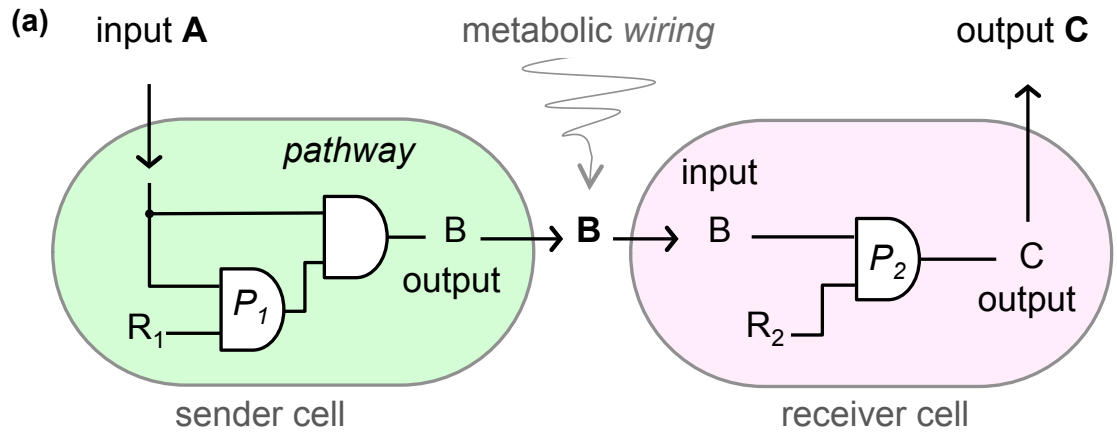 (a)
input A
metabolic wiring
output C
pathway
B
output
P1
R1
B
input
B
P2
R2
C
output
sender cell
receiver cell